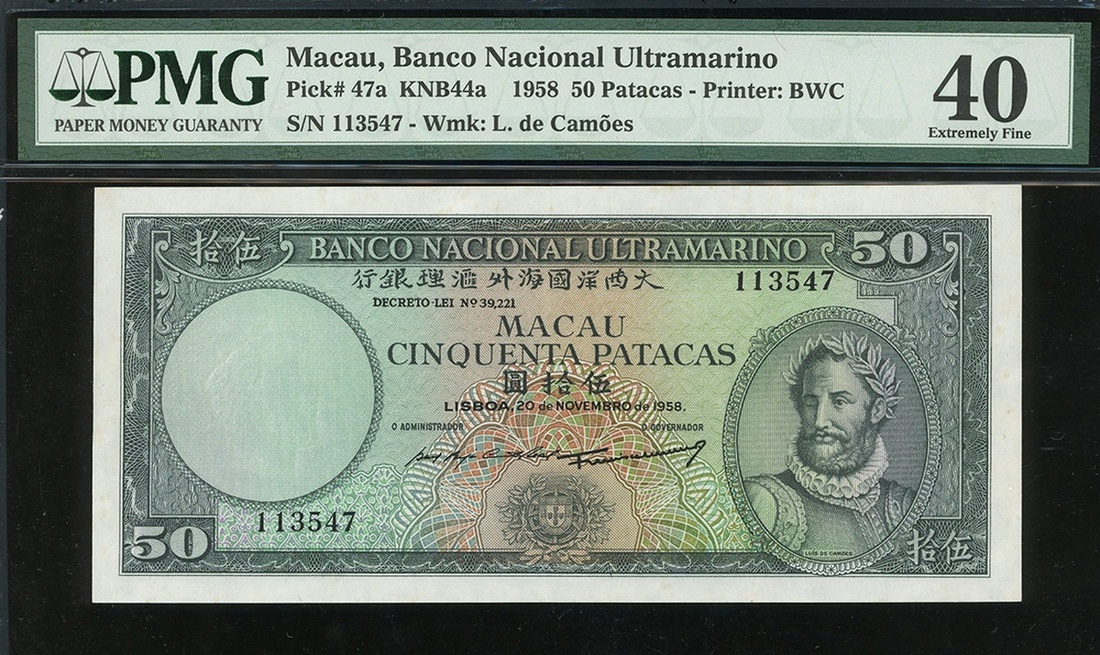 PMG
PAPER MONEY GUARANTY
Macau, Banco Nacional Ultramarino
Pick# 47a KNB44a 1958 50 Patacas - Printer: BWC
S/N 113547 - Wmk: L. de Camões
40
Extremely Fine
伍拾
BANCO NACIONAL ULTRAMARINO
50
大西洋國海外滙理銀行
113547
DECRETO-LEI Nº 39,221
MACAU
CINQUENTA PATACAS
伍拾圓
LISBOA, 20 de NOVEMBRO de 1958.
O ADMINISTRADOR
O GOVERNADOR
113547
50
LUIS DE CAMÕES
伍拾